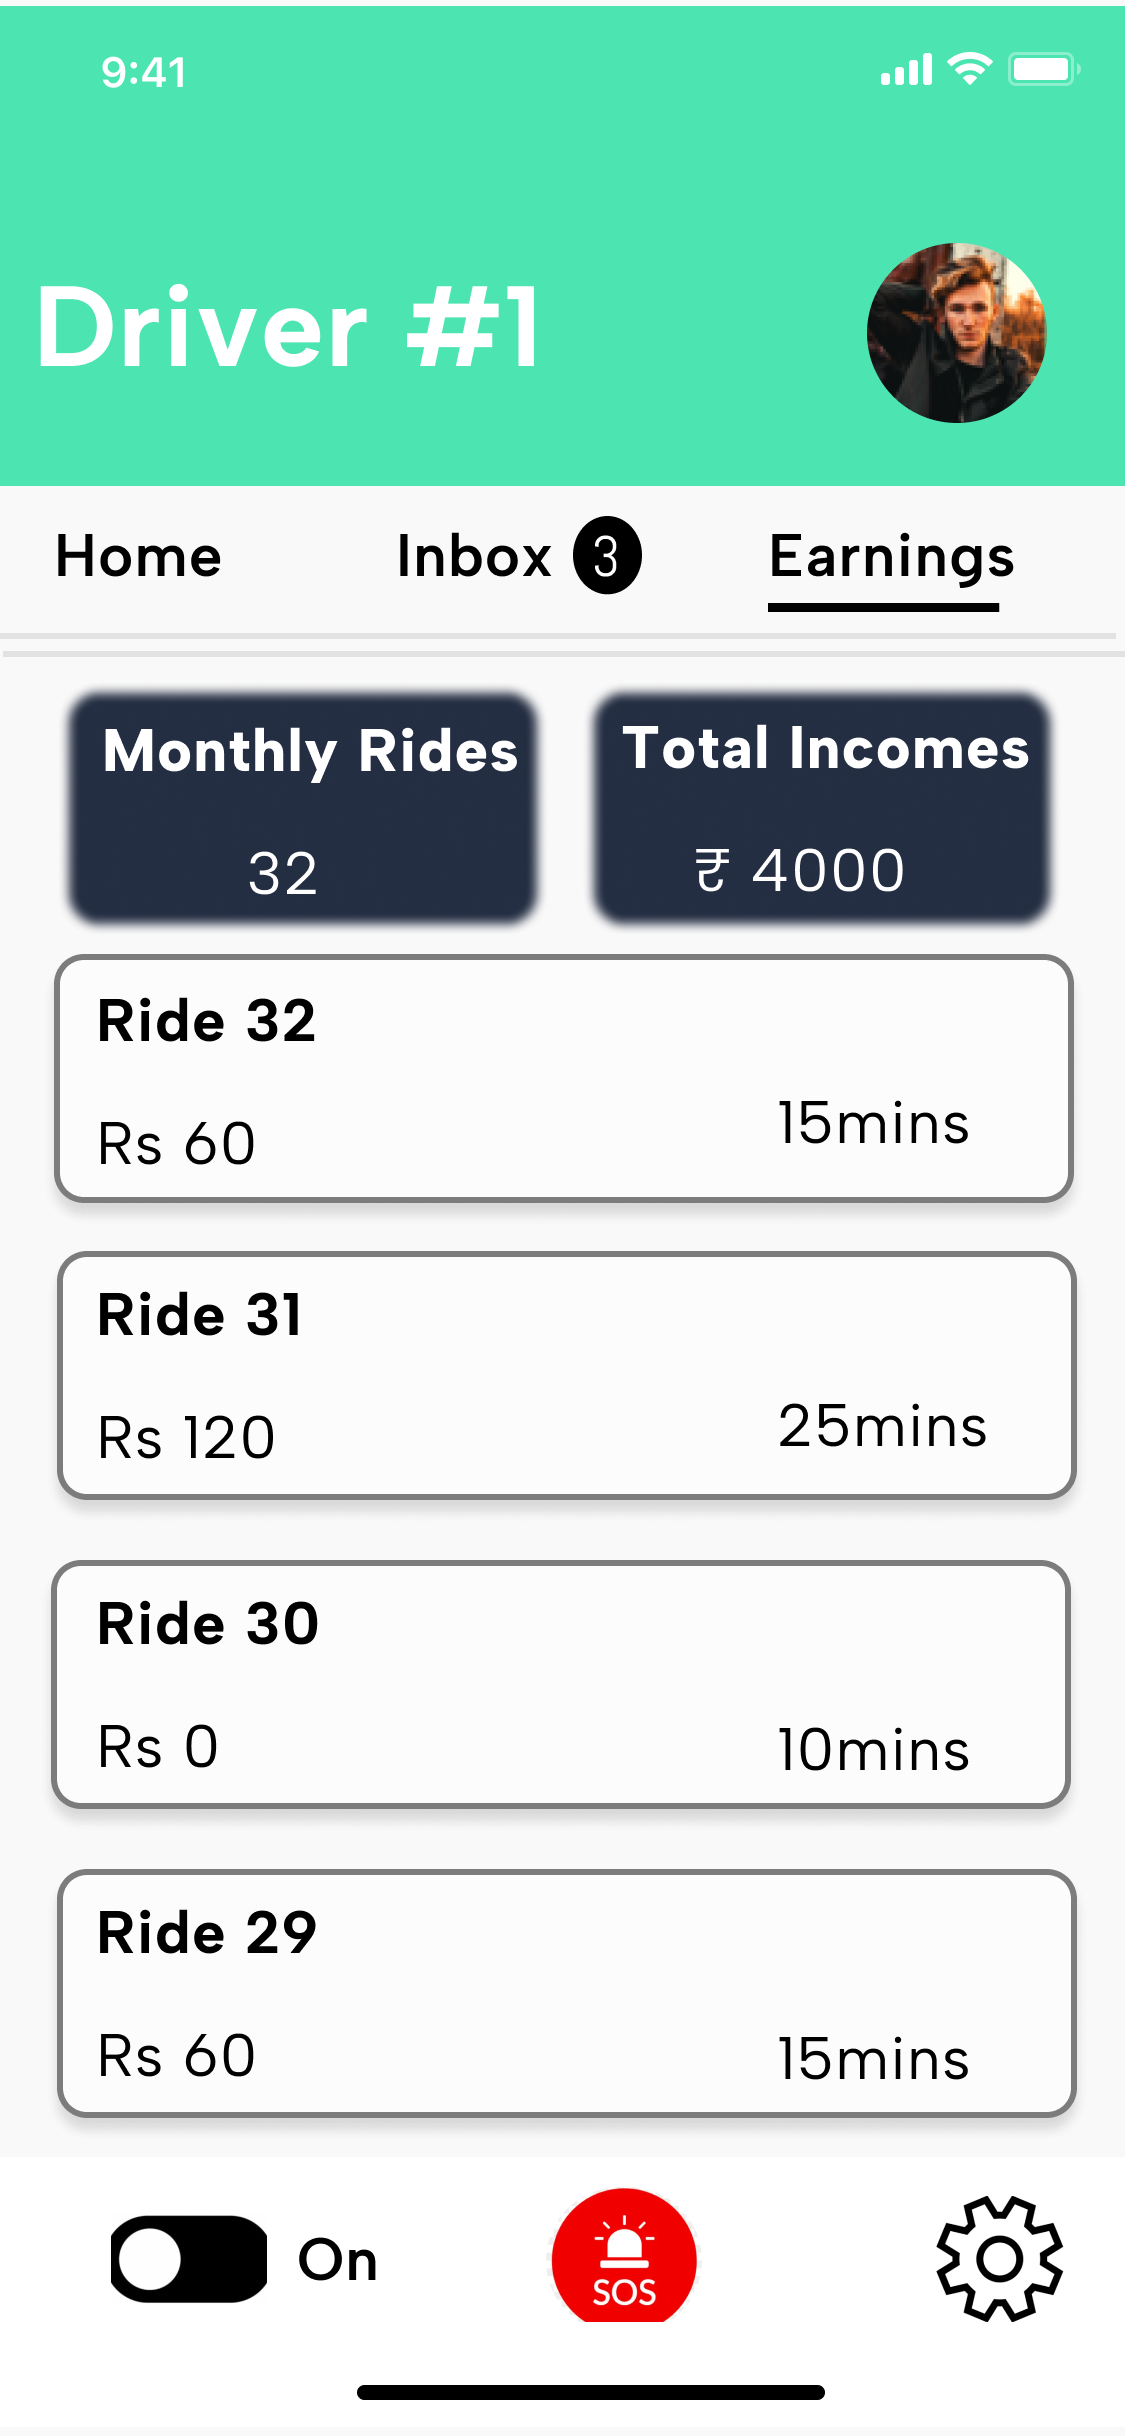 9:41
Driver #1
Home Inbox 3 Earnings
Monthly Rides
32
Total Incomes
₹ 4000
Ride 32
Rs 60 15mins
Ride 31
Rs 120 25mins
Ride 30
Rs 0 10mins
Ride 29
Rs 60 15mins
On
SOS